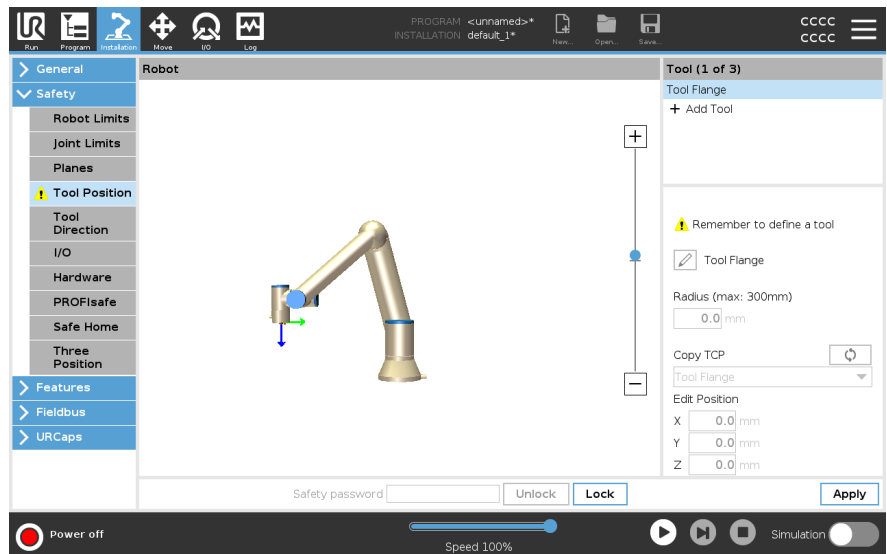 PROGRAM <unnamed>*
INSTALLATION default_1*
UR
Run
Program
Installation
Move
I/O
Log
New...
Open...
Save...
CCCC
CCCC
General
Safety
Robot Limits
Joint Limits
Planes
Tool Position
Tool
Direction
I/O
Hardware
PROFIsafe
Safe Home
Three
Position
Features
Fieldbus
URCaps
Robot
Safety password
Unlock
Lock
Tool (1 of 3)
Tool Flange
+ Add Tool
Remember to define a tool
Tool Flange
Radius (max: 300mm)
0.0 mm
Copy TCP
Tool Flange
Edit Position
X 0.0 mm
Y 0.0 mm
Z 0.0 mm
Apply
Power off
Speed 100%
Simulation